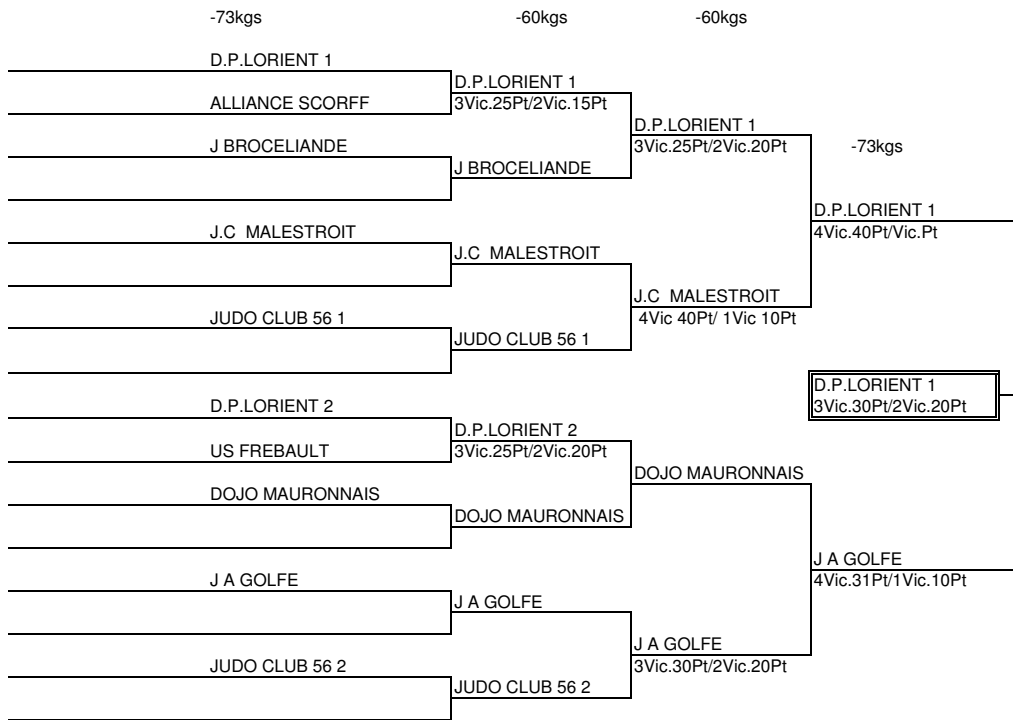 -73kgs
-60kgs
-60kgs
D.P.LORIENT 1
D.P.LORIENT 1
ALLIANCE SCORFF
3Vic.25Pt/2Vic.15Pt
D.P.LORIENT 1
J BROCELIANDE
3Vic.25Pt/2Vic.20Pt
-73kgs
J BROCELIANDE
D.P.LORIENT 1
J.C MALESTROIT
4Vic.40Pt/Vic.Pt
J.C MALESTROIT
J.C MALESTROIT
JUDO CLUB 56 1
4Vic 40Pt/ 1Vic 10Pt
JUDO CLUB 56 1
D.P.LORIENT 1
3Vic.30Pt/2Vic.20Pt
D.P.LORIENT 2
D.P.LORIENT 2
US FREBAULT
3Vic.25Pt/2Vic.20Pt
DOJO MAURONNAIS
DOJO MAURONNAIS
DOJO MAURONNAIS
J A GOLFE
J A GOLFE
4Vic.31Pt/1Vic.10Pt
J A GOLFE
J A GOLFE
JUDO CLUB 56 2
3Vic.30Pt/2Vic.20Pt
JUDO CLUB 56 2